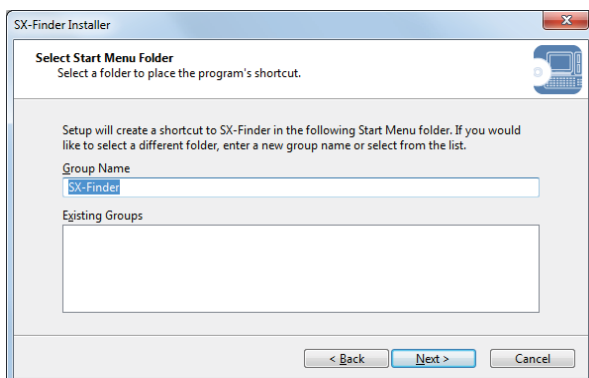 SX-Finder Installer
Select Start Menu Folder
Select a folder to place the program's shortcut.
Setup will create a shortcut to SX-Finder in the following Start Menu folder. If you would
like to select a different folder, enter a new group name or select from the list.
Group Name
SX-Finder
Existing Groups
< Back
Next >
Cancel